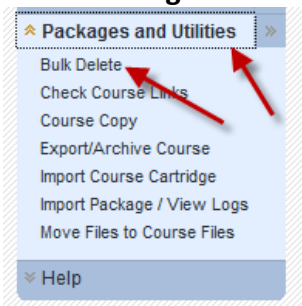 Packages and Utilities
Bulk Delete
Check Course Links
Course Copy
Export/Archive Course
Import Course Cartridge
Import Package / View Logs
Move Files to Course Files
Help